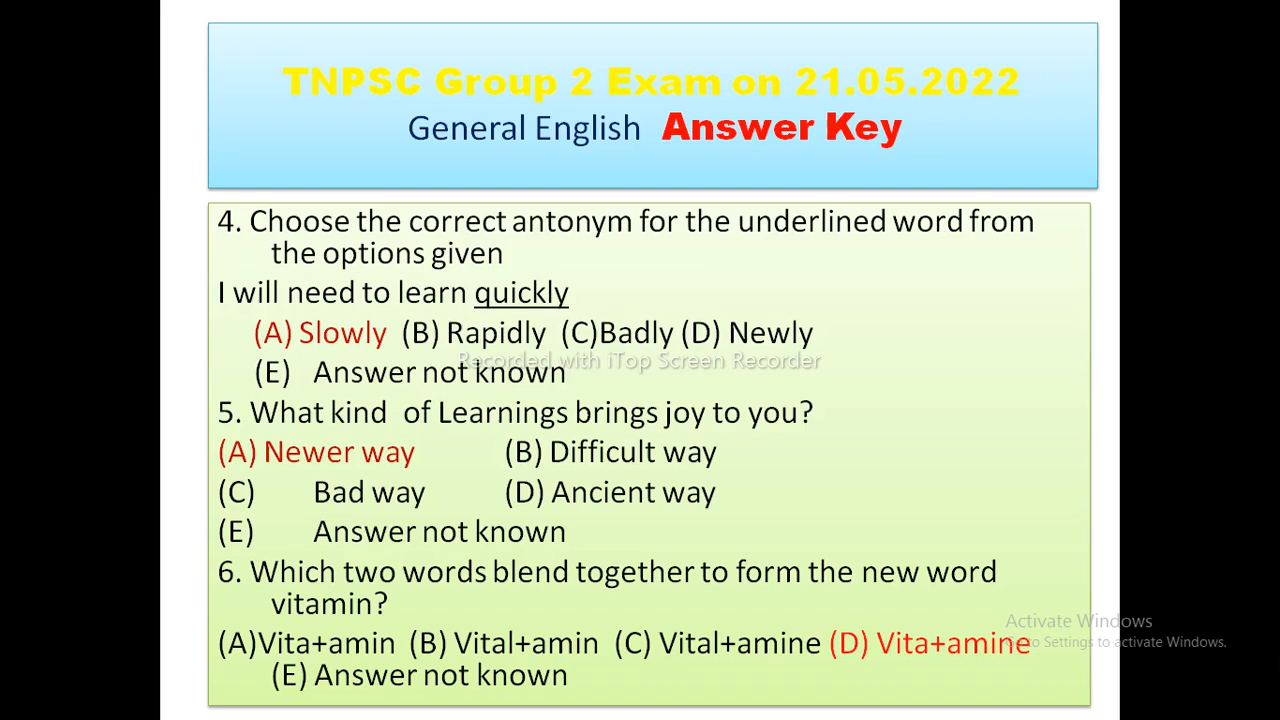 TNPSC Group 2 Exam on 21.05.2022
General English Answer Key
4. Choose the correct antonym for the underlined word from
the options given
I will need to learn quickly
(A) Slowly (B) Rapidly (C)Badly (D) Newly
Recorded with iTop Screen Recorder
(E) Answer not known
5. What kind of Learnings brings joy to you?
(A) Newer way (B) Difficult way
(C) Bad way (D) Ancient way
(E) Answer not known
6. Which two words blend together to form the new word
vitamin?
Activate Windows
(A)Vita+amin (B) Vital+amin (C) Vital+amine (D) Vita+amine
Go to Settings to activate Windows.
(E) Answer not known